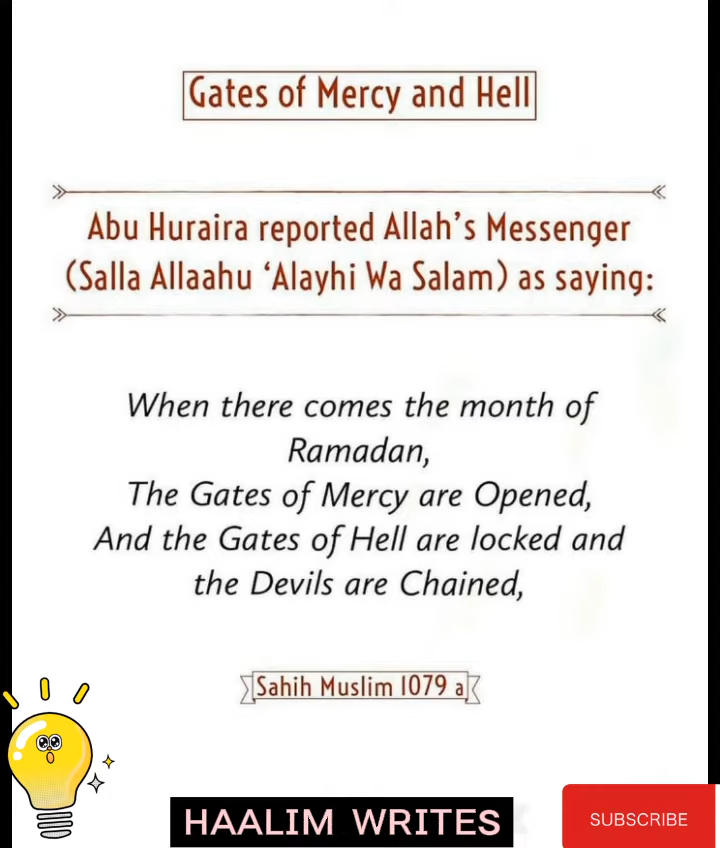 Gates of Mercy and Hell
Abu Huraira reported Allah's Messenger
(Salla Allaahu ‘Alayhi Wa Salam) as saying:
When there comes the month of
Ramadan,
The Gates of Mercy are Opened,
And the Gates of Hell are locked and
the Devils are Chained,
Sahih Muslim 1079 a
HAALIM WRITES
SUBSCRIBE